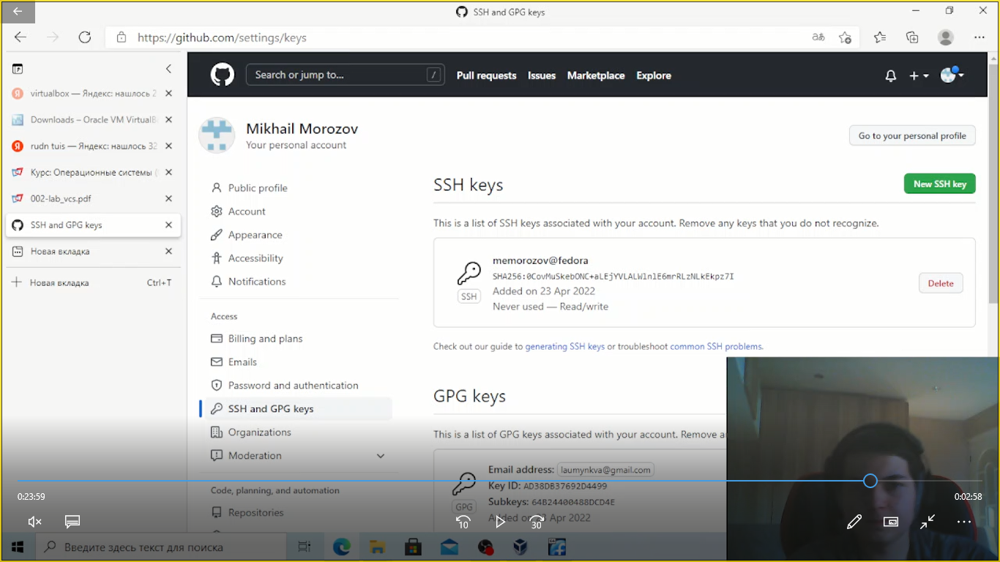 SSH and GPG keys
https://github.com/settings/keys
аあ
virtualbox — Яндекс: нашлось 2
Downloads – Oracle VM VirtualB
rudn tuis — Яндекс: нашлось 32
Курс: Операционные системы (
002-lab_vcs.pdf
SSH and GPG keys
Новая вкладка
Новая вкладка Ctrl+T
Search or jump to... /
Pull requests Issues Marketplace Explore
Mikhail Morozov
Your personal account
Go to your personal profile
Public profile
Account
Appearance
Accessibility
Notifications
Access
Billing and plans
Emails
Password and authentication
SSH and GPG keys
Organizations
Moderation
Code, planning, and automation
Repositories
SSH keys
New SSH key
This is a list of SSH keys associated with your account. Remove any keys that you do not recognize.
memorozov@fedora
SHA256:0CovMuSkebONC+aLEjYVLALWlnlE6mrRLzNLkEkpz7I
Added on 23 Apr 2022
Never used — Read/write
SSH
Delete
Check out our guide to generating SSH keys or troubleshoot common SSH problems.
GPG keys
This is a list of GPG keys associated with your account. Remove a
Email address: laumynkva@gmail.com
Key ID: AD38DB37692D4499
Subkeys: 64B24400488DCD4E
GPG
Added on 23 Apr 2022
0:23:59
0:02:58
10
30
Введите здесь текст для поиска